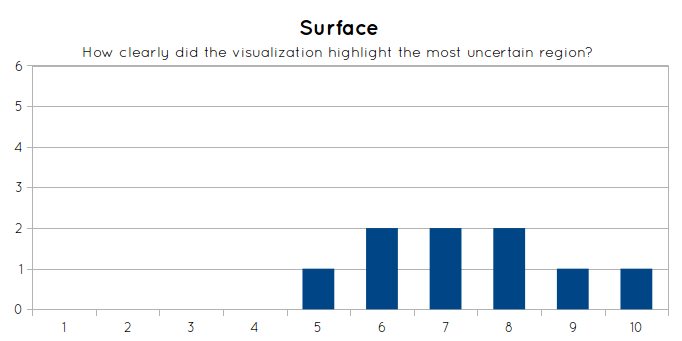 Surface
How clearly did the visualization highlight the most uncertain region?
6
5
4
3
2
1
0
1 2 3 4 5 6 7 8 9 10